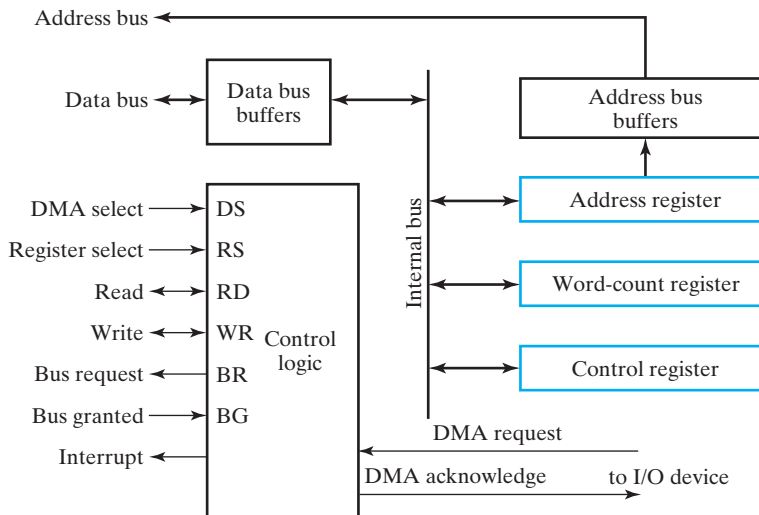 Address bus
Data bus
Data bus
buffers
Address bus
buffers
DMA select
DS
Address register
Register select
RS
Internal bus
Read
RD
Word-count register
Write
WR
Control
logic
Bus request
BR
Control register
Bus granted
BG
DMA request
Interrupt
DMA acknowledge
to I/O device